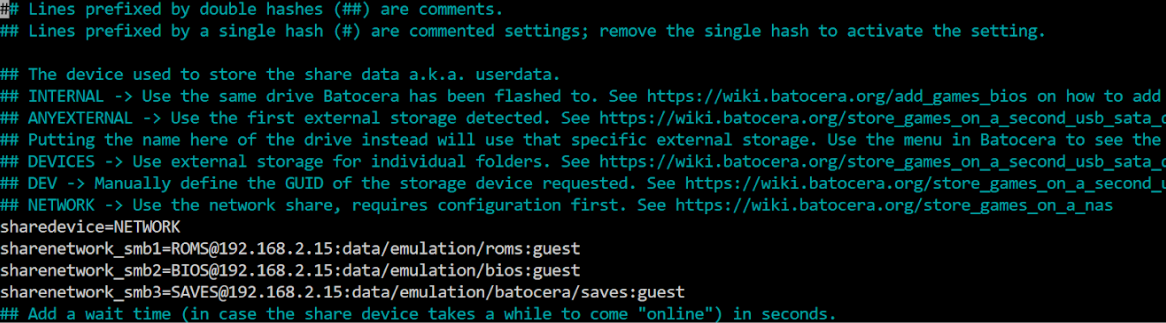 ## Lines prefixed by double hashes (##) are comments.
## Lines prefixed by a single hash (#) are commented settings; remove the single hash to activate the setting.
## The device used to store the share data a.k.a. userdata.
## INTERNAL -> Use the same drive Batocera has been flashed to. See https://wiki.batocera.org/add_games_bios on how to add
## ANYEXTERNAL -> Use the first external storage detected. See https://wiki.batocera.org/store_games_on_a_second_usb_sata_d
## Putting the name here of the drive instead will use that specific external storage. Use the menu in Batocera to see the
## DEVICES -> Use external storage for individual folders. See https://wiki.batocera.org/store_games_on_a_second_usb_sata_d
## DEV -> Manually define the GUID of the storage device requested. See https://wiki.batocera.org/store_games_on_a_second_u
## NETWORK -> Use the network share, requires configuration first. See https://wiki.batocera.org/store_games_on_a_nas
sharedevice=NETWORK
sharenetwork_smb1=ROMS@192.168.2.15:data/emulation/roms:guest
sharenetwork_smb2=BIOS@192.168.2.15:data/emulation/bios:guest
sharenetwork_smb3=SAVES@192.168.2.15:data/emulation/batocera/saves:guest
## Add a wait time (in case the share device takes a while to come "online") in seconds.